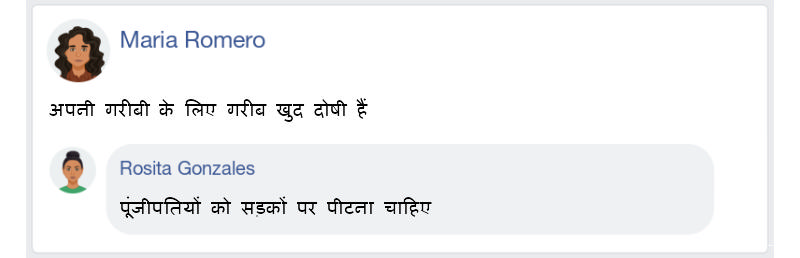 Maria Romero
अपनी गरीबी के लिए गरीब खुद दोषी हैं
Rosita Gonzales
पूंजीपतियों को सड़कों पर पीटना चाहिए